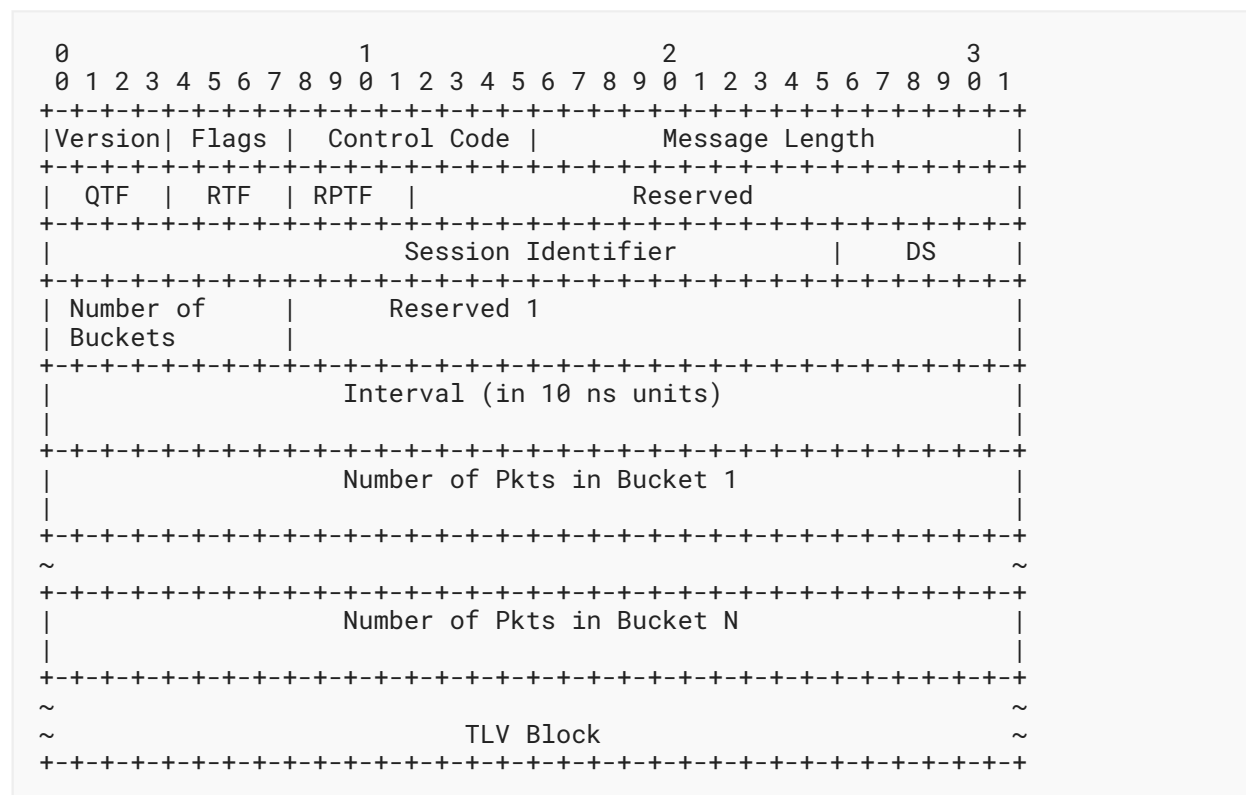 0                   1                   2                   3
 0 1 2 3 4 5 6 7 8 9 0 1 2 3 4 5 6 7 8 9 0 1 2 3 4 5 6 7 8 9 0 1
+-+-+-+-+-+-+-+-+-+-+-+-+-+-+-+-+-+-+-+-+-+-+-+-+-+-+-+-+-+-+-+-+
|Version| Flags |  Control Code |        Message Length         |
+-+-+-+-+-+-+-+-+-+-+-+-+-+-+-+-+-+-+-+-+-+-+-+-+-+-+-+-+-+-+-+-+
|  QTF  |  RTF  | RPTF  |              Reserved                 |
+-+-+-+-+-+-+-+-+-+-+-+-+-+-+-+-+-+-+-+-+-+-+-+-+-+-+-+-+-+-+-+-+
|                       Session Identifier          |    DS     |
+-+-+-+-+-+-+-+-+-+-+-+-+-+-+-+-+-+-+-+-+-+-+-+-+-+-+-+-+-+-+-+-+
| Number of     |      Reserved 1                               |
| Buckets       |                                               |
+-+-+-+-+-+-+-+-+-+-+-+-+-+-+-+-+-+-+-+-+-+-+-+-+-+-+-+-+-+-+-+-+
|                   Interval (in 10 ns units)                   |
|                                                               |
+-+-+-+-+-+-+-+-+-+-+-+-+-+-+-+-+-+-+-+-+-+-+-+-+-+-+-+-+-+-+-+-+
|                   Number of Pkts in Bucket 1                  |
|                                                               |
+-+-+-+-+-+-+-+-+-+-+-+-+-+-+-+-+-+-+-+-+-+-+-+-+-+-+-+-+-+-+-+-+
~                                                               ~
+-+-+-+-+-+-+-+-+-+-+-+-+-+-+-+-+-+-+-+-+-+-+-+-+-+-+-+-+-+-+-+-+
|                   Number of Pkts in Bucket N                  |
|                                                               |
+-+-+-+-+-+-+-+-+-+-+-+-+-+-+-+-+-+-+-+-+-+-+-+-+-+-+-+-+-+-+-+-+
~                                                               ~
~                           TLV Block                           ~
+-+-+-+-+-+-+-+-+-+-+-+-+-+-+-+-+-+-+-+-+-+-+-+-+-+-+-+-+-+-+-+-+